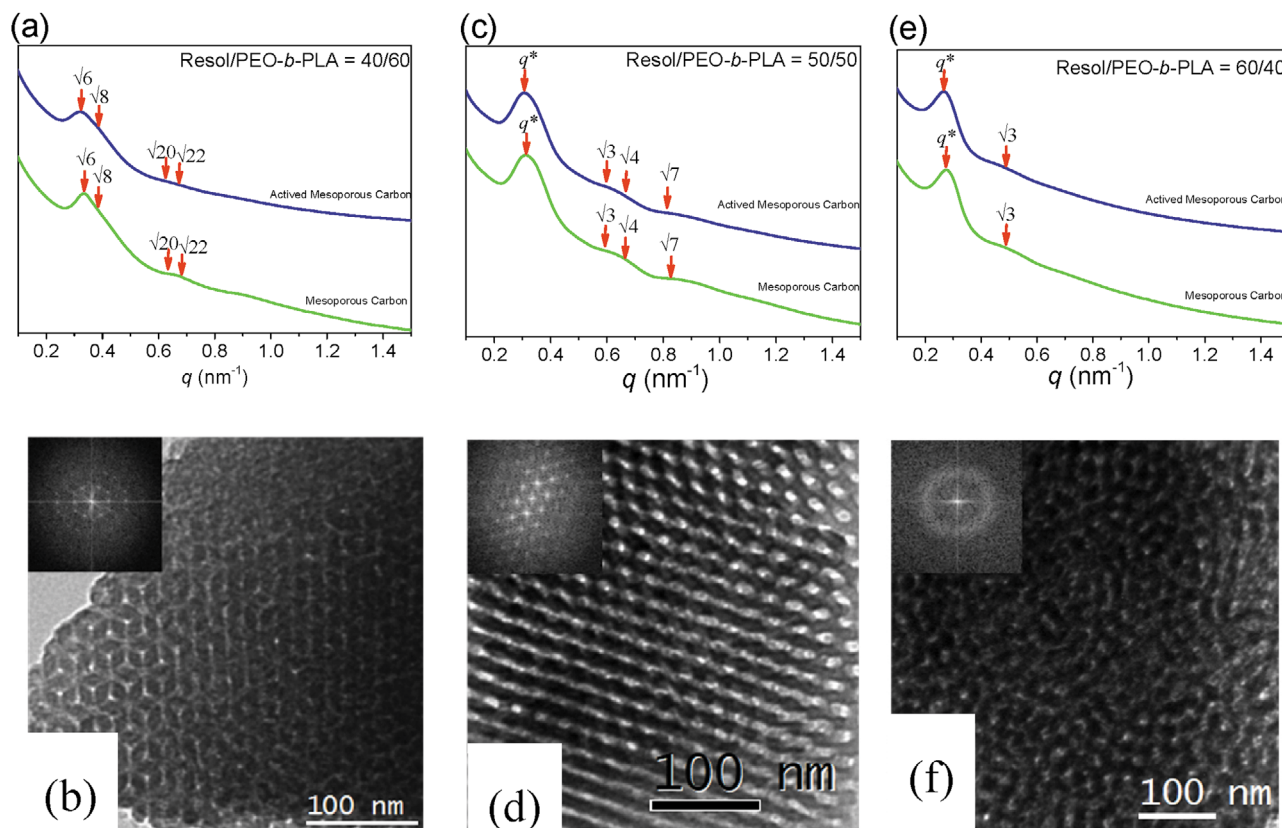 (a)
Resol/PEO-b-PLA = 40/60
√6
√8
√20
√22
Actived Mesoporous Carbon
√6
√8
√20
√22
Mesoporous Carbon
0.2 0.4 0.6 0.8 1.0 1.2 1.4
q (nm⁻¹)
(c)
Resol/PEO-b-PLA = 50/50
q*
√3
√4
√7
Actived Mesoporous Carbon
q*
√3
√4
√7
Mesoporous Carbon
0.2 0.4 0.6 0.8 1.0 1.2 1.4
q (nm⁻¹)
(e)
Resol/PEO-b-PLA = 60/40
q*
√3
Actived Mesoporous Carbon
q*
√3
Mesoporous Carbon
0.2 0.4 0.6 0.8 1.0 1.2 1.4
q (nm⁻¹)
(b)
100 nm
(d)
100 nm
(f)
100 nm